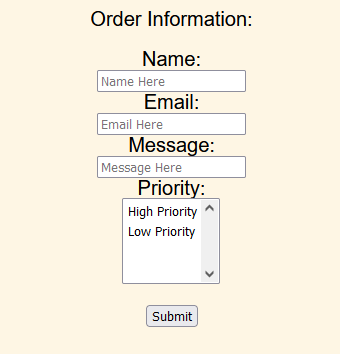 Order Information:
Name:
Name Here
Email:
Email Here
Message:
Message Here
Priority:
High Priority
Low Priority
Submit